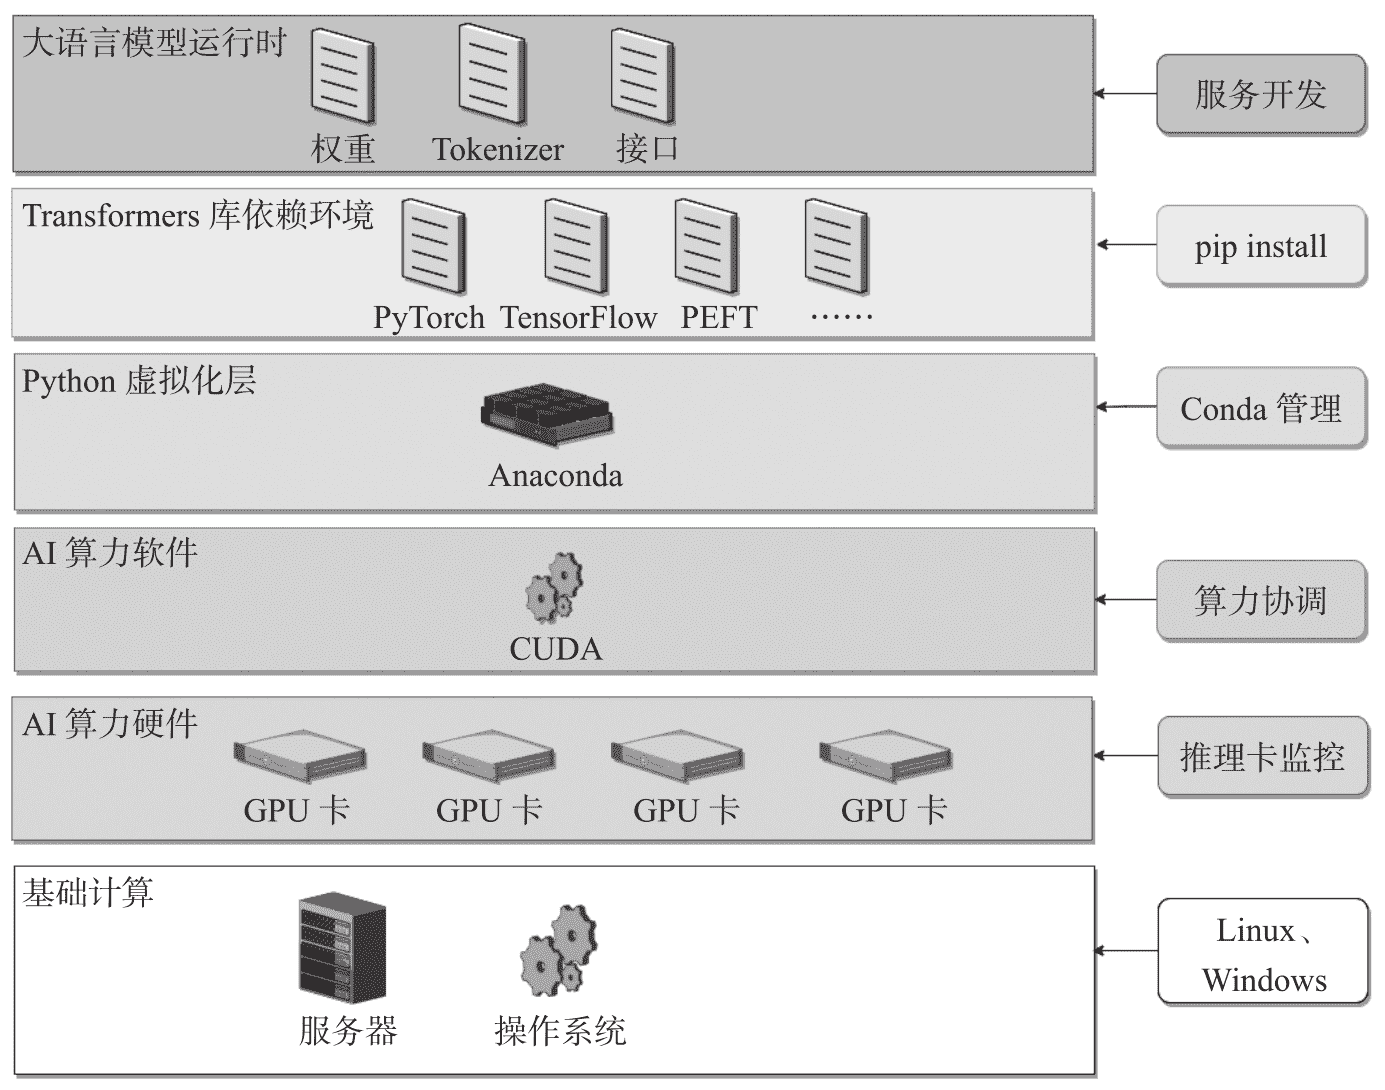 大语言模型运行时
权重
Tokenizer
接口
服务开发
Transformers 库依赖环境
PyTorch
TensorFlow
PEFT
……
pip install
Python 虚拟化层
Anaconda
Conda 管理
AI 算力软件
CUDA
算力协调
AI 算力硬件
GPU 卡
GPU 卡
GPU 卡
GPU 卡
推理卡监控
基础计算
服务器
操作系统
Linux、
Windows